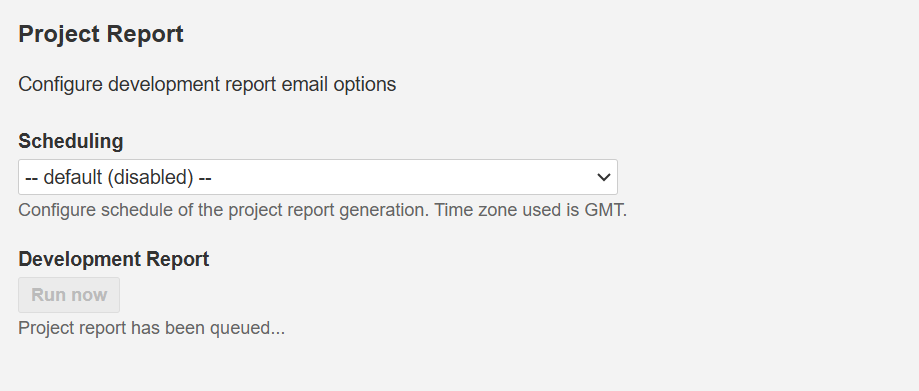 Project Report
Configure development report email options
Scheduling
-- default (disabled) --
Configure schedule of the project report generation. Time zone used is GMT.
Development Report
Run now
Project report has been queued...